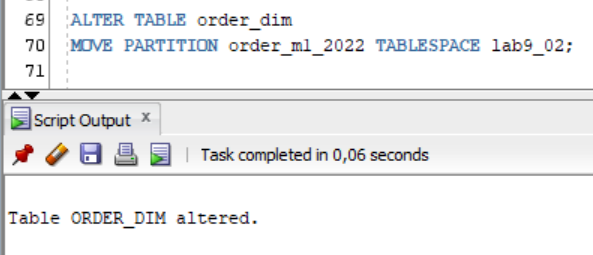 69 ALTER TABLE order_dim
70 MOVE PARTITION order_m1_2022 TABLESPACE lab9_02;
71
Script Output x
Task completed in 0,06 seconds
Table ORDER_DIM altered.